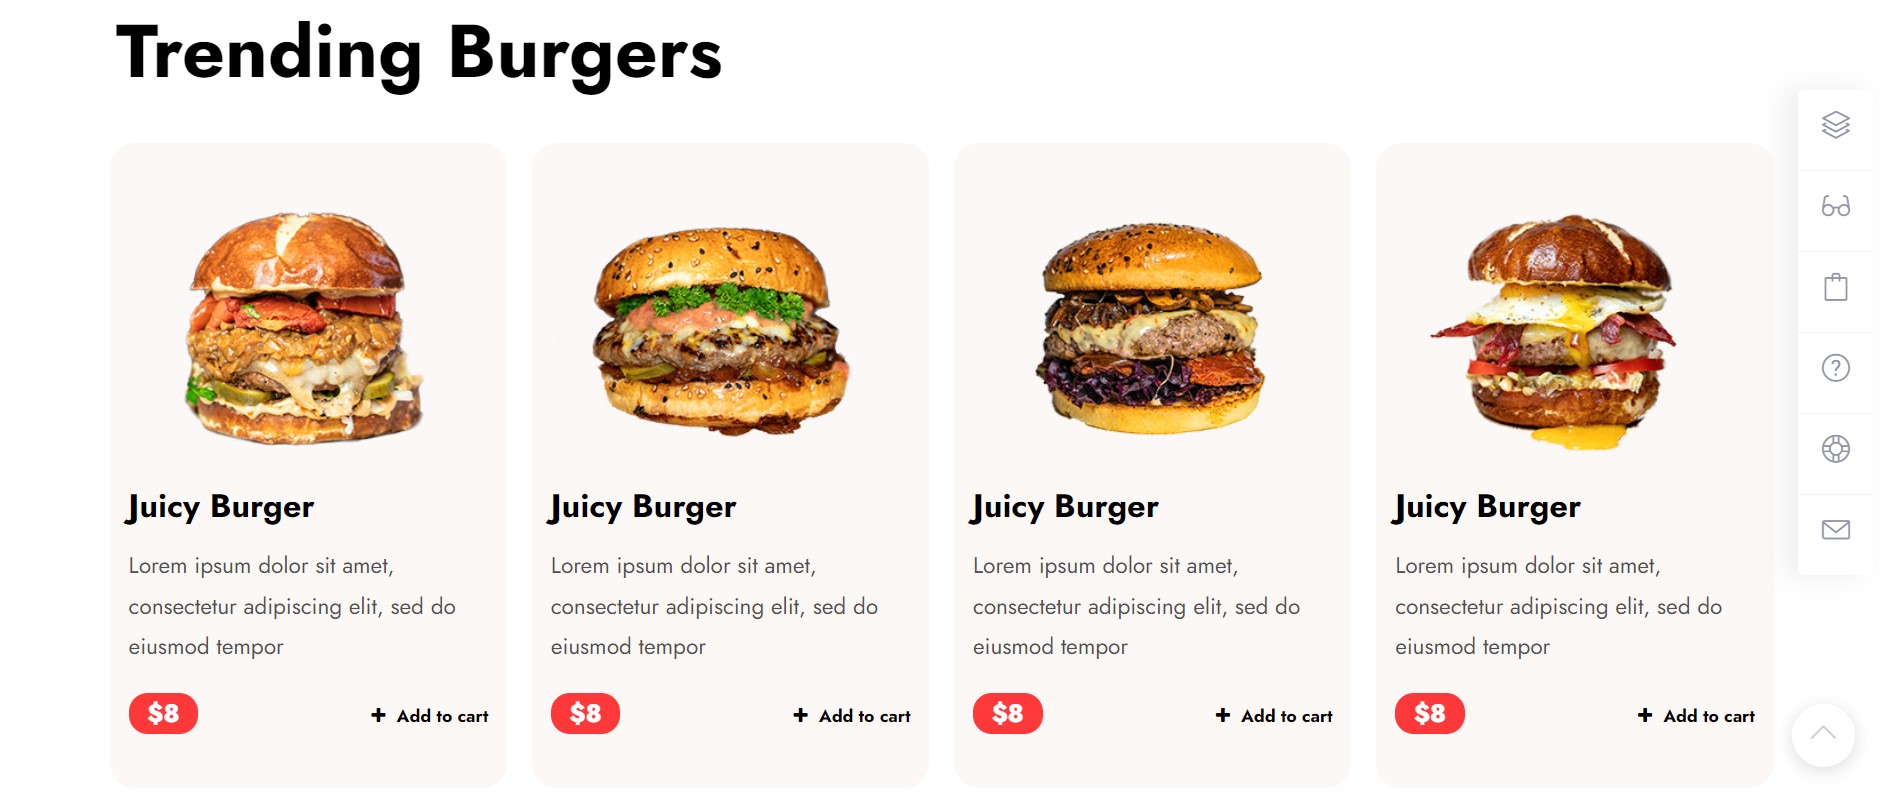 Trending Burgers
Juicy Burger
Lorem ipsum dolor sit amet,
consectetur adipiscing elit, sed do
eiusmod tempor
$8
+ Add to cart
Juicy Burger
Lorem ipsum dolor sit amet,
consectetur adipiscing elit, sed do
eiusmod tempor
$8
+ Add to cart
Juicy Burger
Lorem ipsum dolor sit amet,
consectetur adipiscing elit, sed do
eiusmod tempor
$8
+ Add to cart
Juicy Burger
Lorem ipsum dolor sit amet,
consectetur adipiscing elit, sed do
eiusmod tempor
$8
+ Add to cart